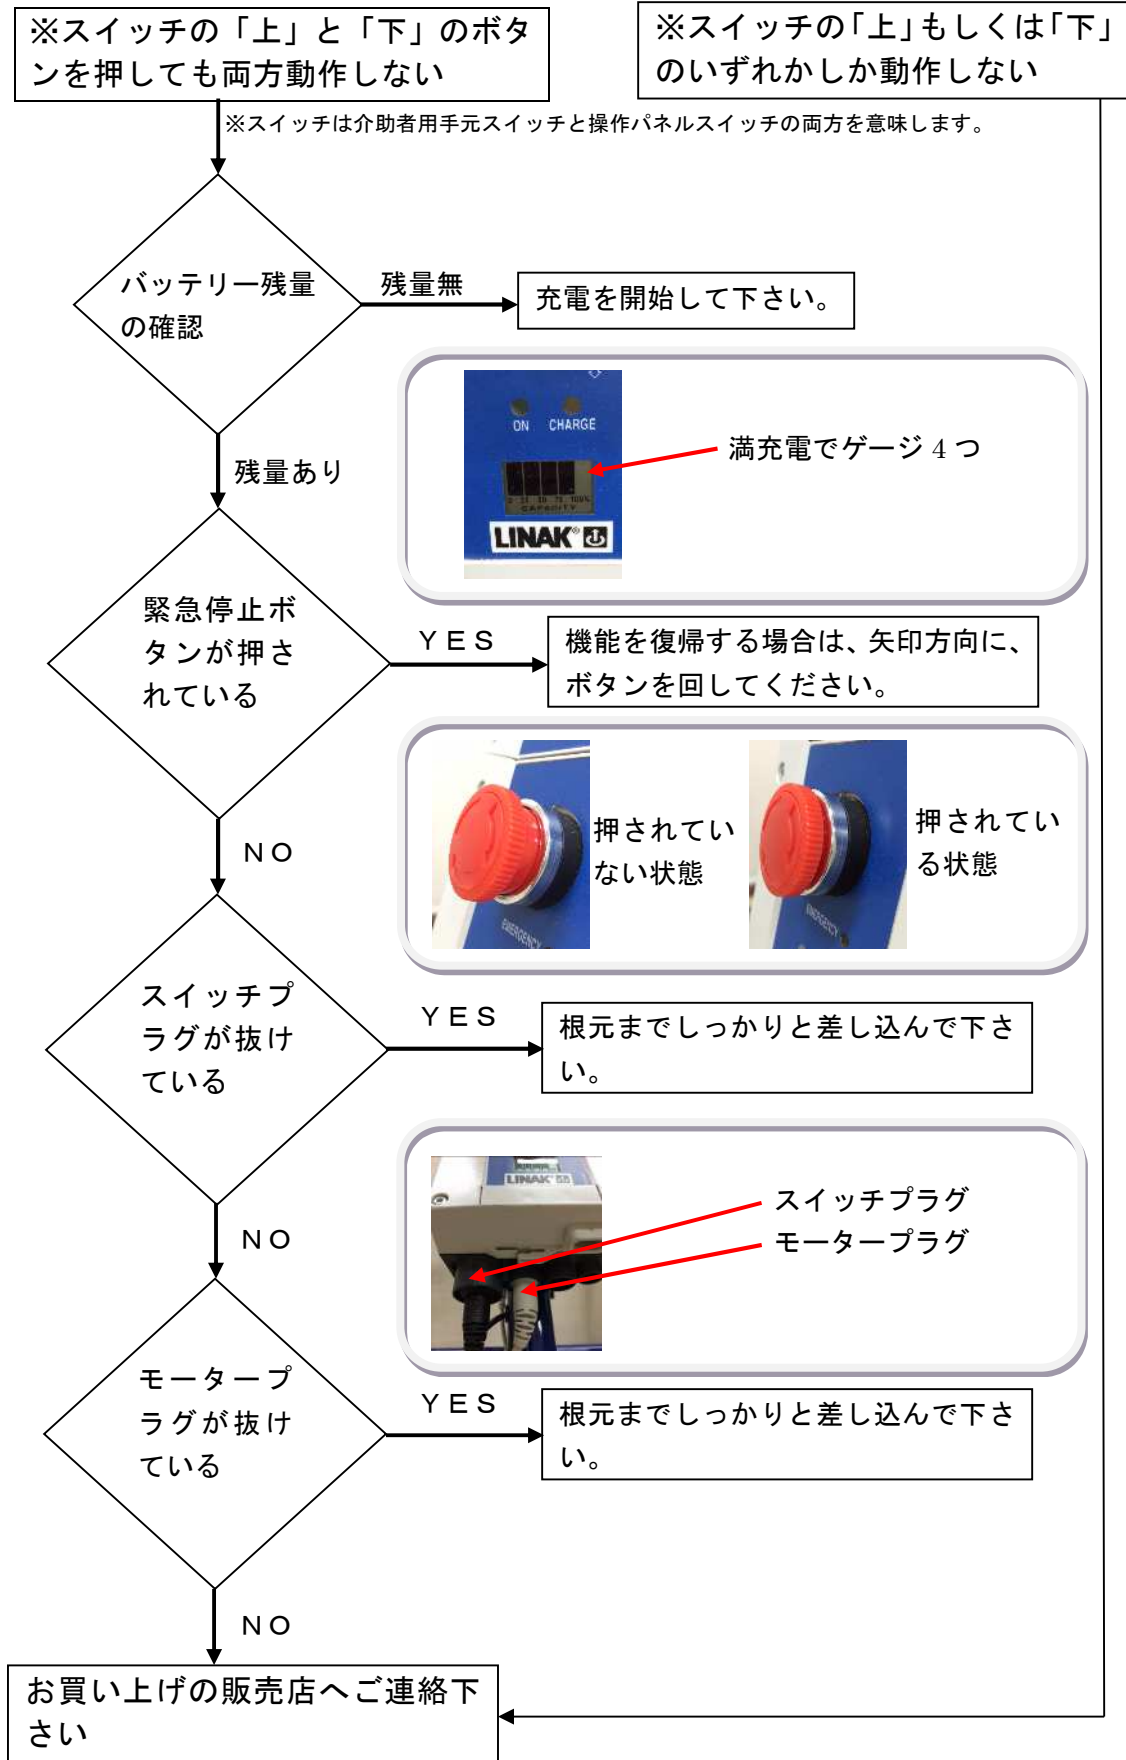 ※スイッチの「上」と「下」のボタ
ンを押しても両方動作しない
※スイッチの「上」もしくは「下」
のいずれかしか動作しない
※スイッチは介助者用手元スイッチと操作パネルスイッチの両方を意味します。
バッテリー残量
の確認
残量無
充電を開始して下さい。
ON CHARGE
0 25 50 75 100%
CAPACITY
LINAK®
満充電でゲージ 4 つ
残量あり
緊急停止ボ
タンが押さ
れている
ＹＥＳ
機能を復帰する場合は、矢印方向に、
ボタンを回してください。
EMERGENCY
押されてい
ない状態
EMERGENCY
押されてい
る状態
ＮＯ
スイッチプ
ラグが抜け
ている
ＹＥＳ
根元までしっかりと差し込んで下さ
い。
LINAK
スイッチプラグ
モータープラグ
ＮＯ
モータープ
ラグが抜け
ている
ＹＥＳ
根元までしっかりと差し込んで下さ
い。
ＮＯ
お買い上げの販売店へご連絡下
さい